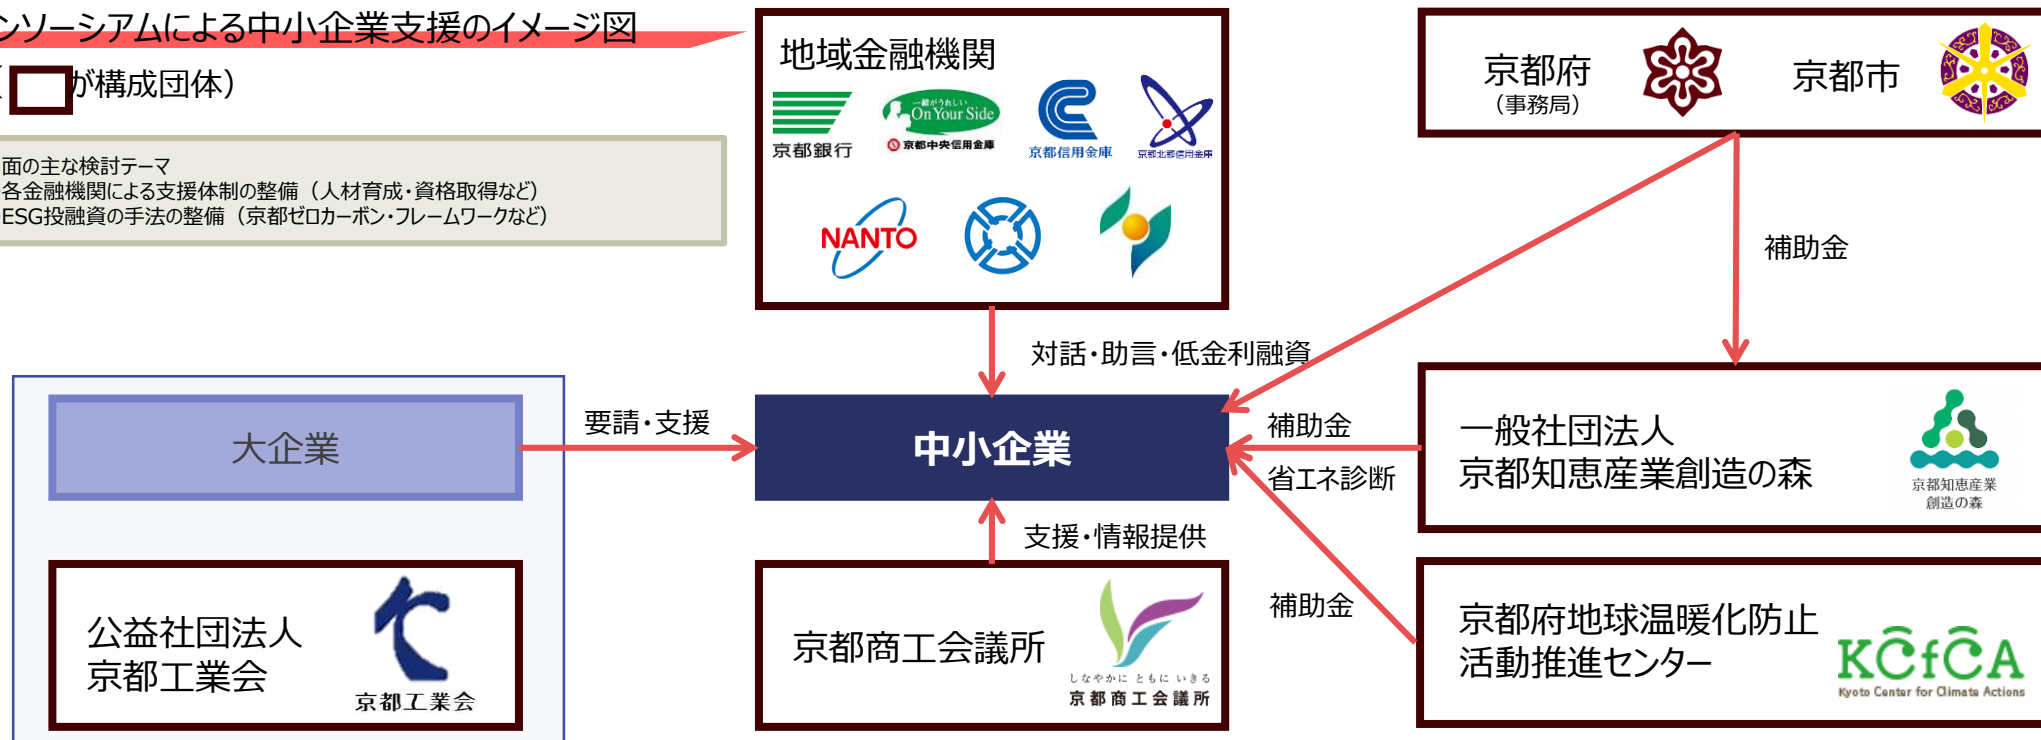 ンソーシアムによる中小企業支援のイメージ図
( が構成団体)
面の主な検討テーマ
各金融機関による支援体制の整備（人材育成・資格取得など）
ESG投融資の手法の整備（京都ゼロカーボン・フレームワークなど）
地域金融機関
京都銀行
一緒がうれしい
On Your Side
京都中央信用金庫
京都信用金庫
京都北都信用金庫
NANTO
京都府
（事務局）
京都市
補助金
対話・助言・低金利融資
大企業
要請・支援
中小企業
補助金
省エネ診断
一般社団法人
京都知恵産業創造の森
京都知恵産業
創造の森
支援・情報提供
補助金
公益社団法人
京都工業会
京都工業会
京都商工会議所
しなやかに ともに いきる
京都商工会議所
京都府地球温暖化防止
活動推進センター
KCfCA
Kyoto Center for Climate Actions